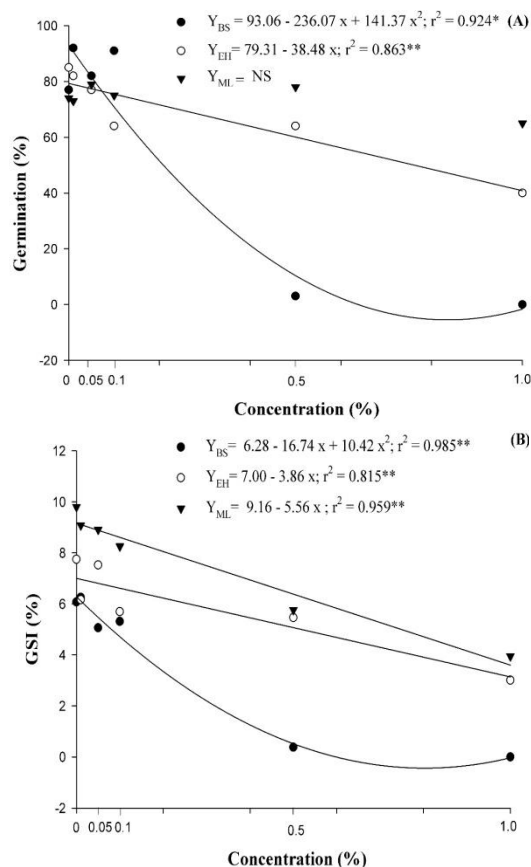 Y_BS = 93.06 - 236.07 x + 141.37 x²; r² = 0.924* (A)
Y_EH = 79.31 - 38.48 x; r² = 0.863**
Y_ML = NS
100
80
60
40
20
0
-20
Germination (%)
0 0.05 0.1 0.5 1.0
Concentration (%)
Y_BS= 6.28 - 16.74 x + 10.42 x²; r² = 0.985** (B)
Y_EH= 7.00 - 3.86 x; r² = 0.815**
Y_ML= 9.16 - 5.56 x ; r² = 0.959**
12
10
8
6
4
2
0
-2
GSI (%)
0 0.05 0.1 0.5 1.0
Concentration (%)